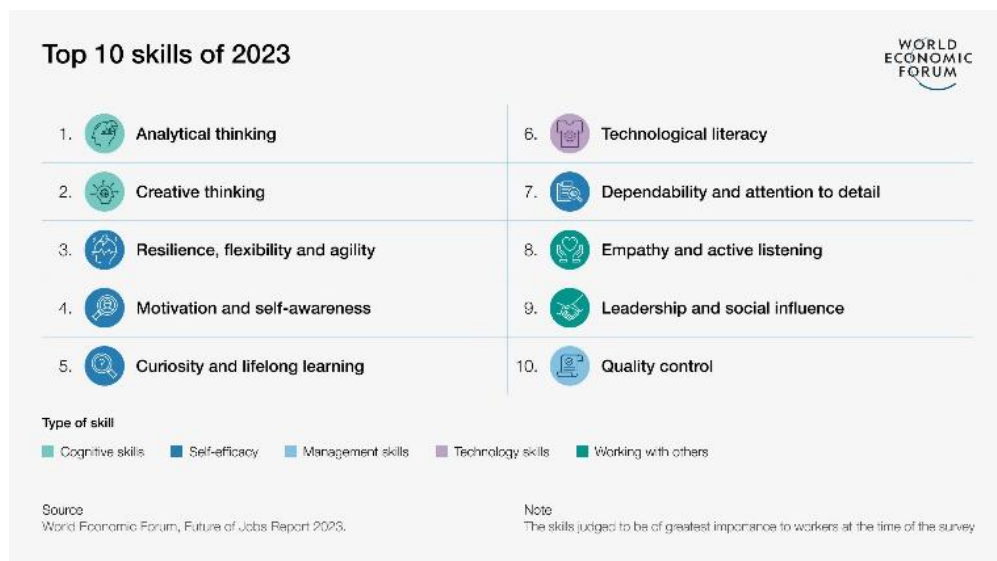 Top 10 skills of 2023
WORLD
ECONOMIC
FORUM
1. Analytical thinking
2. Creative thinking
3. Resilience, flexibility and agility
4. Motivation and self-awareness
5. Curiosity and lifelong learning
6. Technological literacy
7. Dependability and attention to detail
8. Empathy and active listening
9. Leadership and social influence
10. Quality control
Type of skill
Cognitive skills Self-efficacy Management skills Technology skills Working with others
Source
World Economic Forum, Future of Jobs Report 2023.
Note
The skills judged to be of greatest importance to workers at the time of the survey